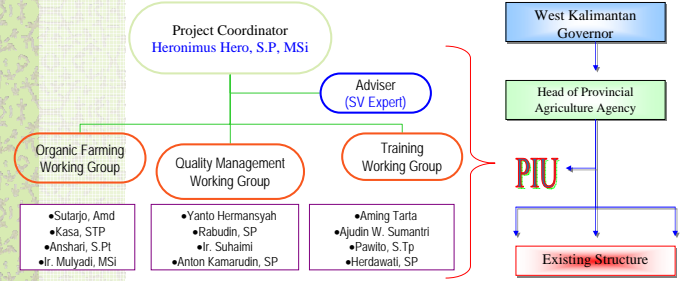 Project Coordinator
Heronimus Hero, S.P, MSi
Adviser
(SV Expert)
Organic Farming
Working Group
Quality Management
Working Group
Training
Working Group
•Sutarjo, Amd
•Kasa, STP
•Anshari, S.Pt
•Ir. Mulyadi, MSi
•Yanto Hermansyah
•Rabudin, SP
•Ir. Suhaimi
•Anton Kamarudin, SP
•Aming Tarta
•Ajudin W. Sumantri
•Pawito, S.Tp
•Herdawati, SP
West Kalimantan
Governor
Head of Provincial
Agriculture Agency
PIU
Existing Structure